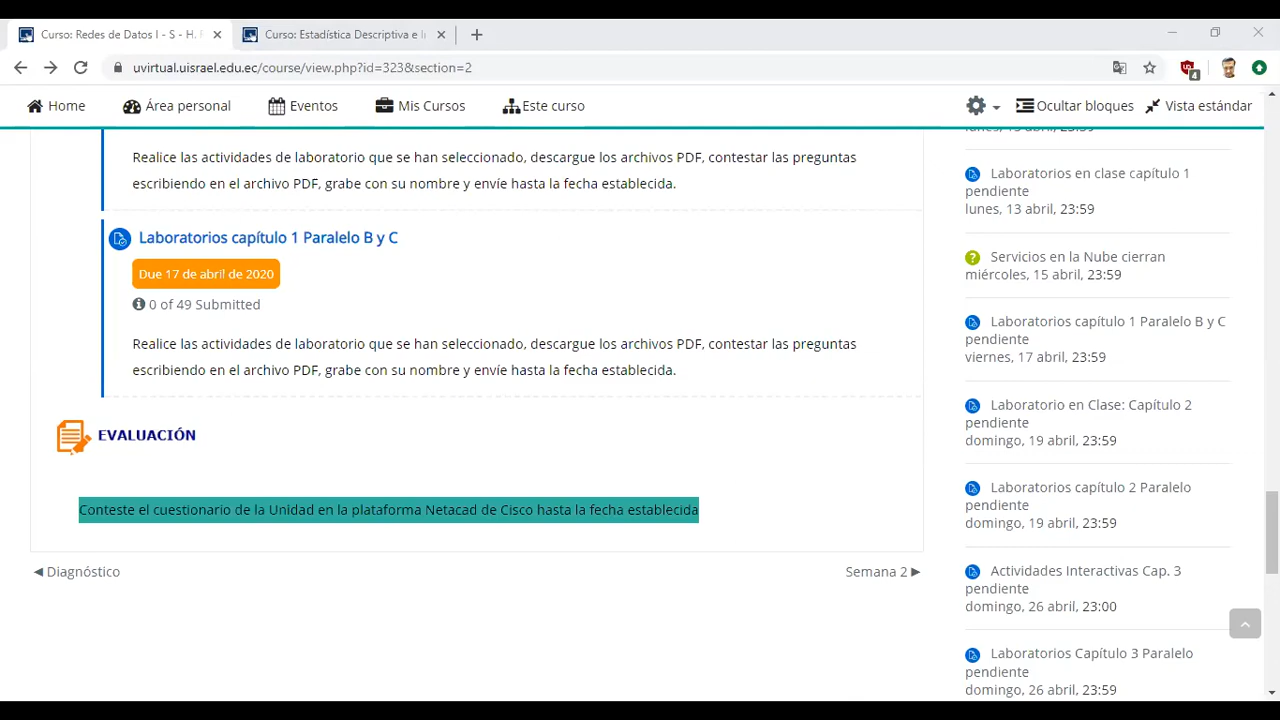 Curso: Redes de Datos I - S - H.
Curso: Estadística Descriptiva e I
uvirtual.uisrael.edu.ec/course/view.php?id=323&section=2
4
Home
Área personal
Eventos
Mis Cursos
Este curso
Ocultar bloques
Vista estándar
Realice las actividades de laboratorio que se han seleccionado, descargue los archivos PDF, contestar las preguntas
escribiendo en el archivo PDF, grabe con su nombre y envíe hasta la fecha establecida.
Laboratorios capítulo 1 Paralelo B y C
Due 17 de abril de 2020
0 of 49 Submitted
Realice las actividades de laboratorio que se han seleccionado, descargue los archivos PDF, contestar las preguntas
escribiendo en el archivo PDF, grabe con su nombre y envíe hasta la fecha establecida.
EVALUACIÓN
Conteste el cuestionario de la Unidad en la plataforma Netacad de Cisco hasta la fecha establecida
◄ Diagnóstico
Semana 2 ►
Laboratorios en clase capítulo 1
pendiente
lunes, 13 abril, 23:59
Servicios en la Nube cierran
miércoles, 15 abril, 23:59
Laboratorios capítulo 1 Paralelo B y C
pendiente
viernes, 17 abril, 23:59
Laboratorio en Clase: Capítulo 2
pendiente
domingo, 19 abril, 23:59
Laboratorios capítulo 2 Paralelo
pendiente
domingo, 19 abril, 23:59
Actividades Interactivas Cap. 3
pendiente
domingo, 26 abril, 23:00
Laboratorios Capítulo 3 Paralelo
pendiente
domingo, 26 abril, 23:59